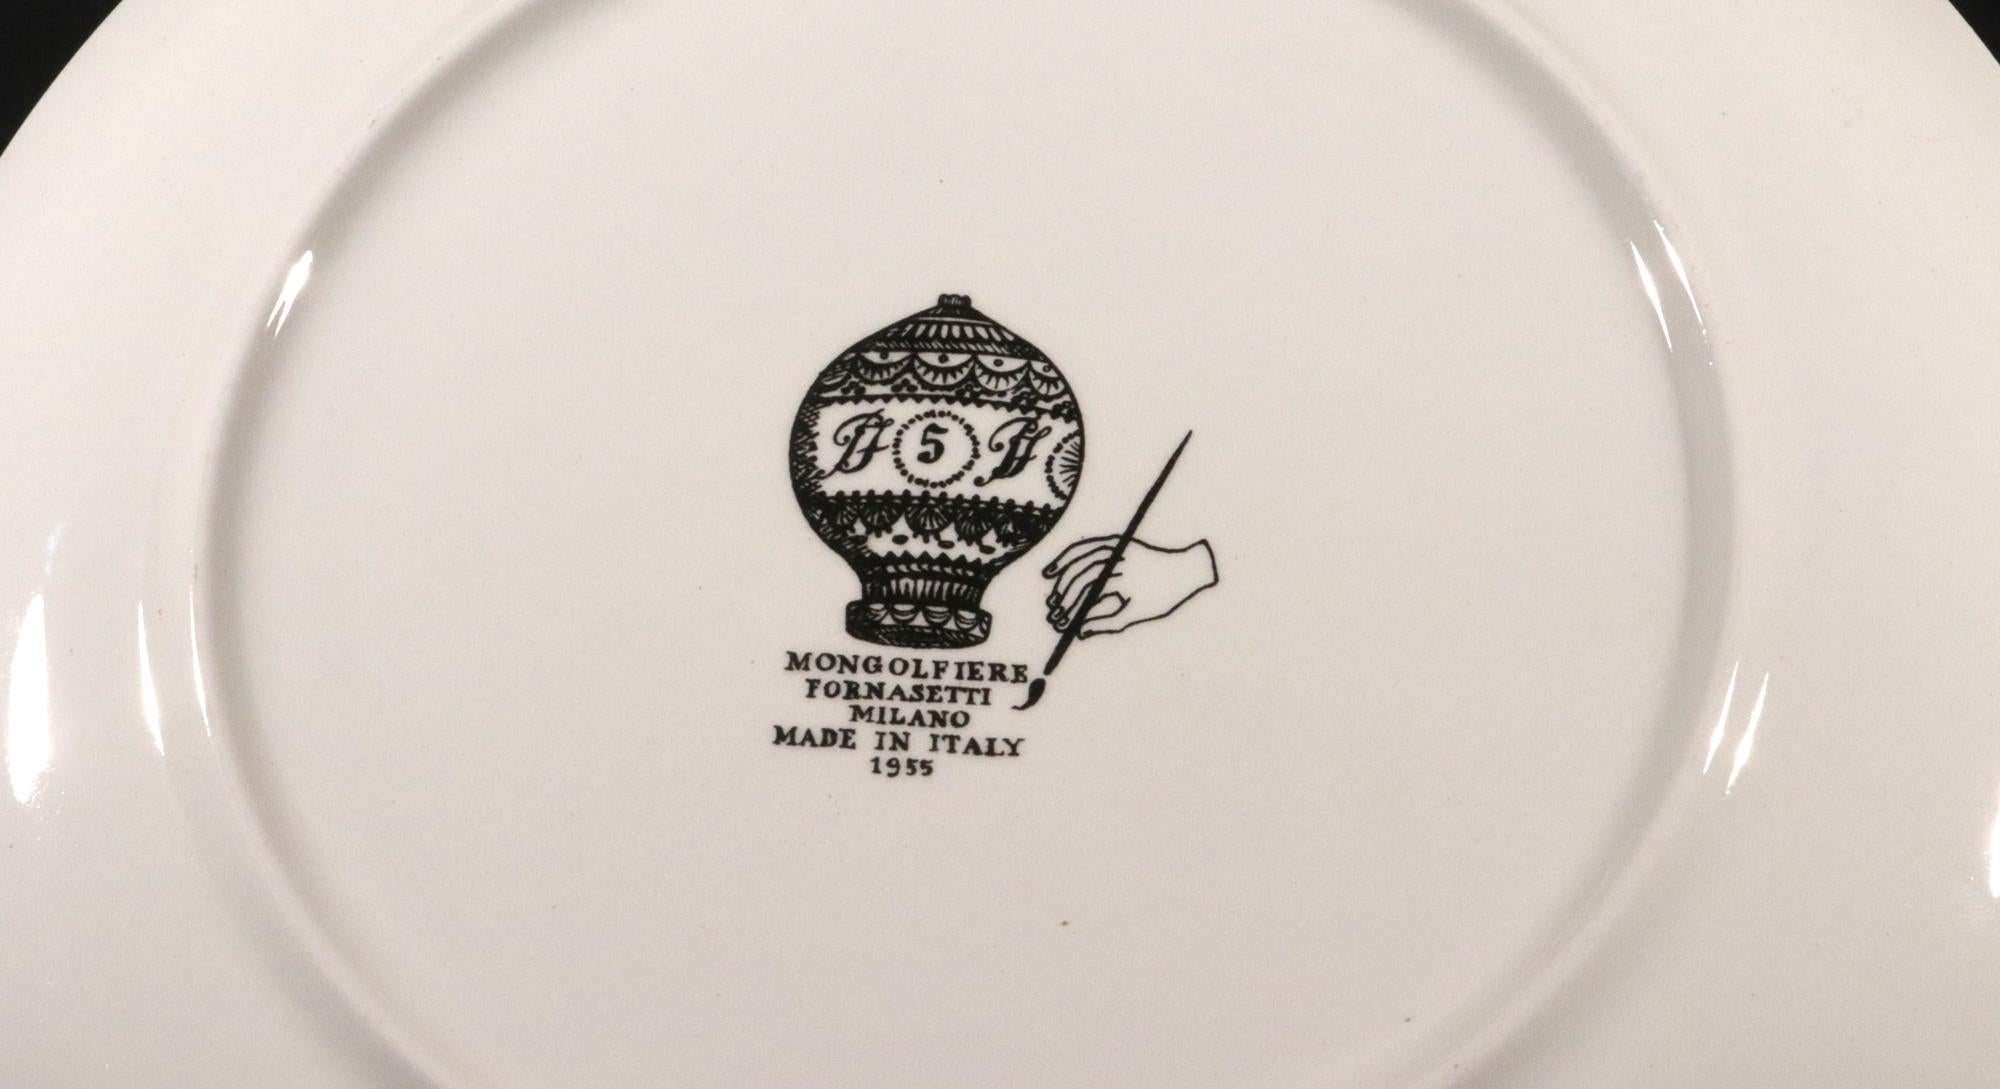 5
MONGOLFIERE
FORNASETTI
MILANO
MADE IN ITALY
1955